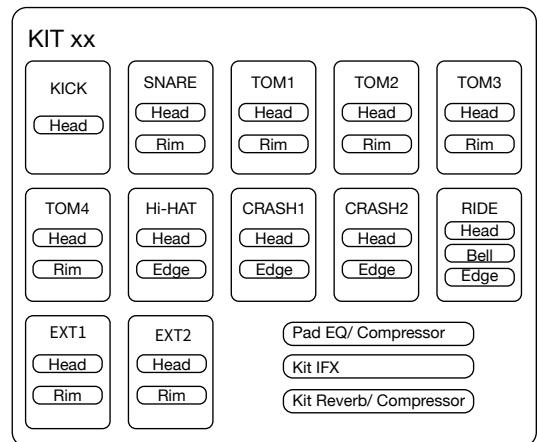 KIT xx
KICK
Head
SNARE
Head
Rim
TOM1
Head
Rim
TOM2
Head
Rim
TOM3
Head
Rim
TOM4
Head
Rim
Hi-HAT
Head
Edge
CRASH1
Head
Edge
CRASH2
Head
Edge
RIDE
Head
Bell
Edge
EXT1
Head
Rim
EXT2
Head
Rim
Pad EQ/ Compressor
Kit IFX
Kit Reverb/ Compressor